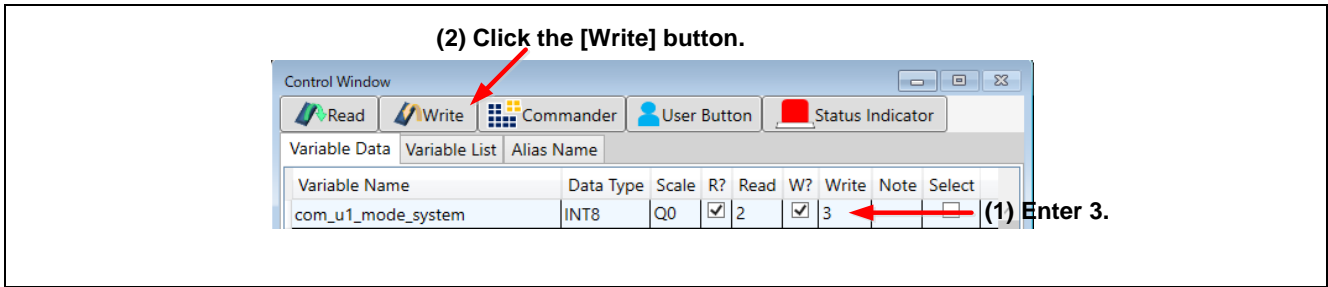 (2) Click the [Write] button.
Control Window
Read Write Commander User Button Status Indicator
Variable Data Variable List Alias Name
Variable Name Data Type Scale R? Read W? Write Note Select
com_u1_mode_system INT8 Q0 2 3
(1) Enter 3.